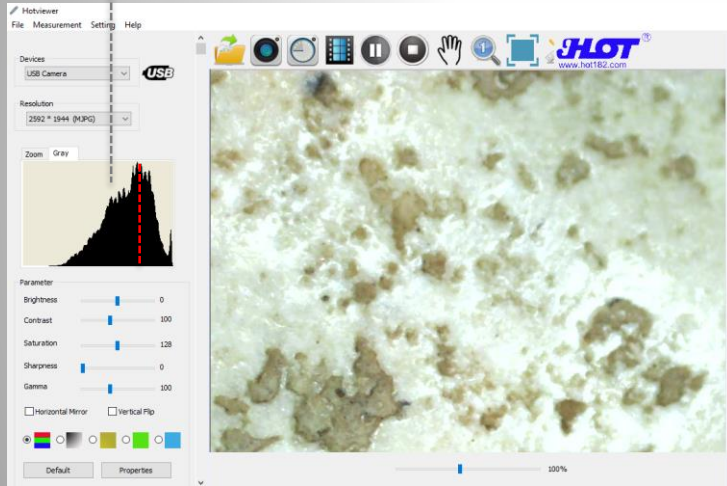 Hotviewer
File Measurement Setting Help
Devices
USB Camera
USB
Resolution
2592 * 1944 (MJPG)
Zoom Gray
Parameter
Brightness 0
Contrast 100
Saturation 128
Sharpness 0
Gamma 100
Horizontal Mirror Vertical Flip
Default Properties
1
HOT®
www.hot182.com
100%